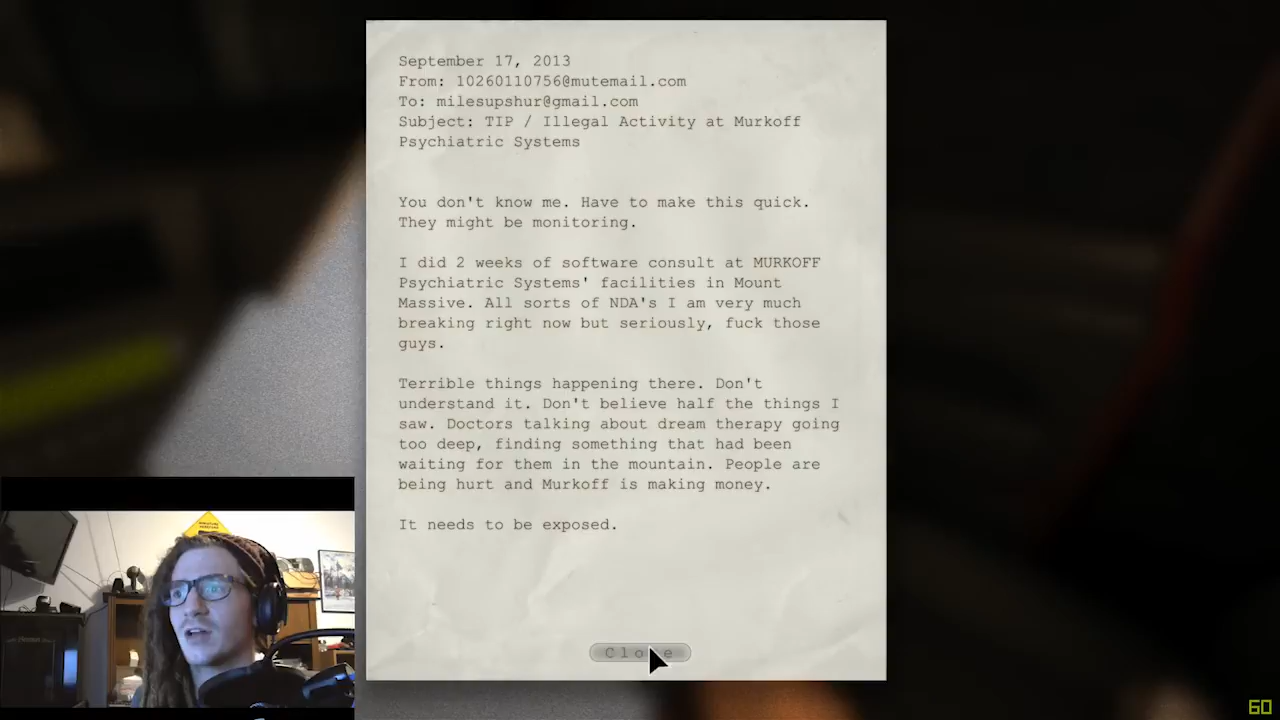 September 17, 2013
From: 10260110756@mutemail.com
To: milesupshur@gmail.com
Subject: TIP / Illegal Activity at Murkoff
Psychiatric Systems
You don't know me. Have to make this quick.
They might be monitoring.
I did 2 weeks of software consult at MURKOFF
Psychiatric Systems' facilities in Mount
Massive. All sorts of NDA's I am very much
breaking right now but seriously, fuck those
guys.
Terrible things happening there. Don't
understand it. Don't believe half the things I
saw. Doctors talking about dream therapy going
too deep, finding something that had been
waiting for them in the mountain. People are
being hurt and Murkoff is making money.
It needs to be exposed.
Close
60